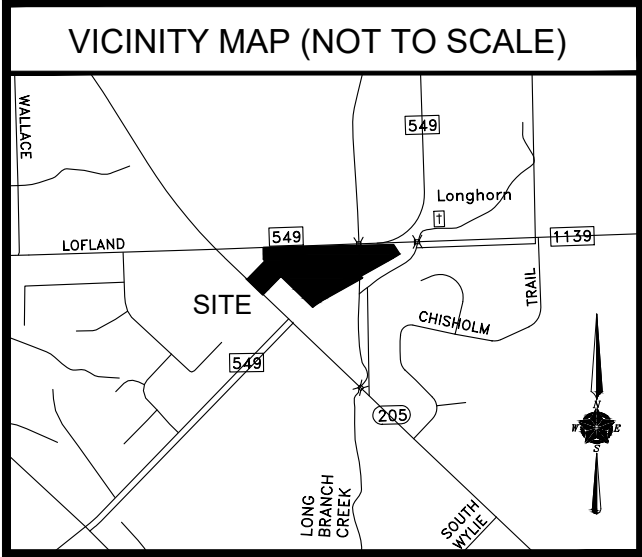 VICINITY MAP (NOT TO SCALE)
WALLACE
549
Longhorn
†
549
1139
LOFLAND
SITE
TRAIL
CHISHOLM
549
205
N
W E
S
LONG
BRANCH
CREEK
SOUTH
WYLIE